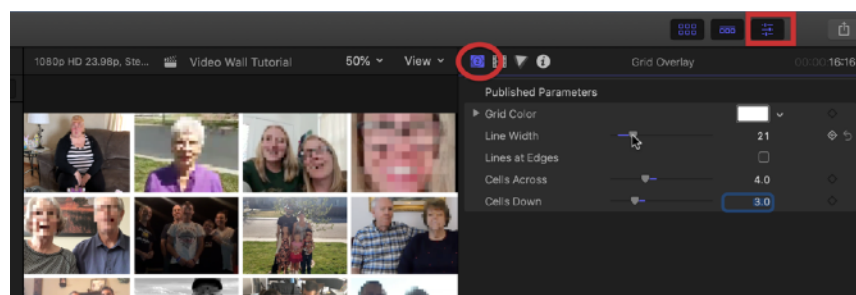 1080p HD 23.98p, Ste... Video Wall Tutorial 50% View Grid Overlay 00:00 16:16
Published Parameters
Grid Color
Line Width 21
Lines at Edges
Cells Across 4.0
Cells Down 3.0